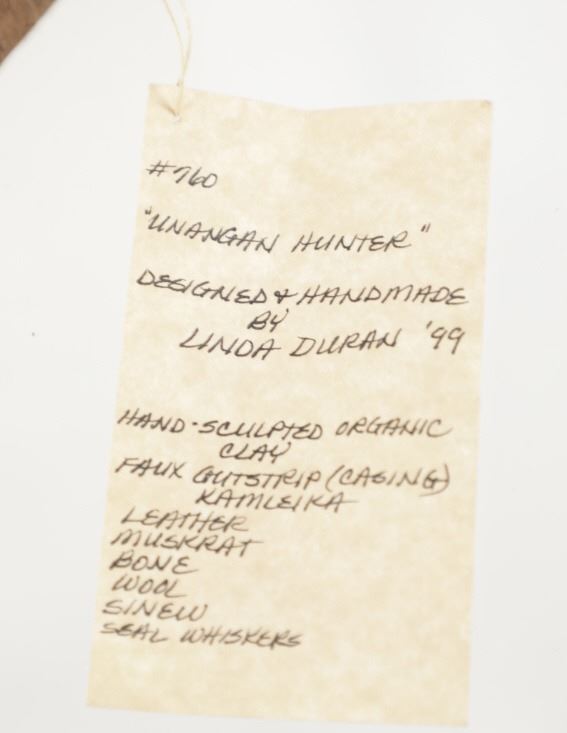 #760
"UNANGAN HUNTER"
DESIGNED & HANDMADE
BY
LINDA DURAN '99
HAND-SCULPTED ORGANIC
CLAY
FAUX GUTSTRIP (CASING)
KAMLEIKA
LEATHER
MUSKRAT
BONE
WOOL
SINEW
SEAL WHISKERS